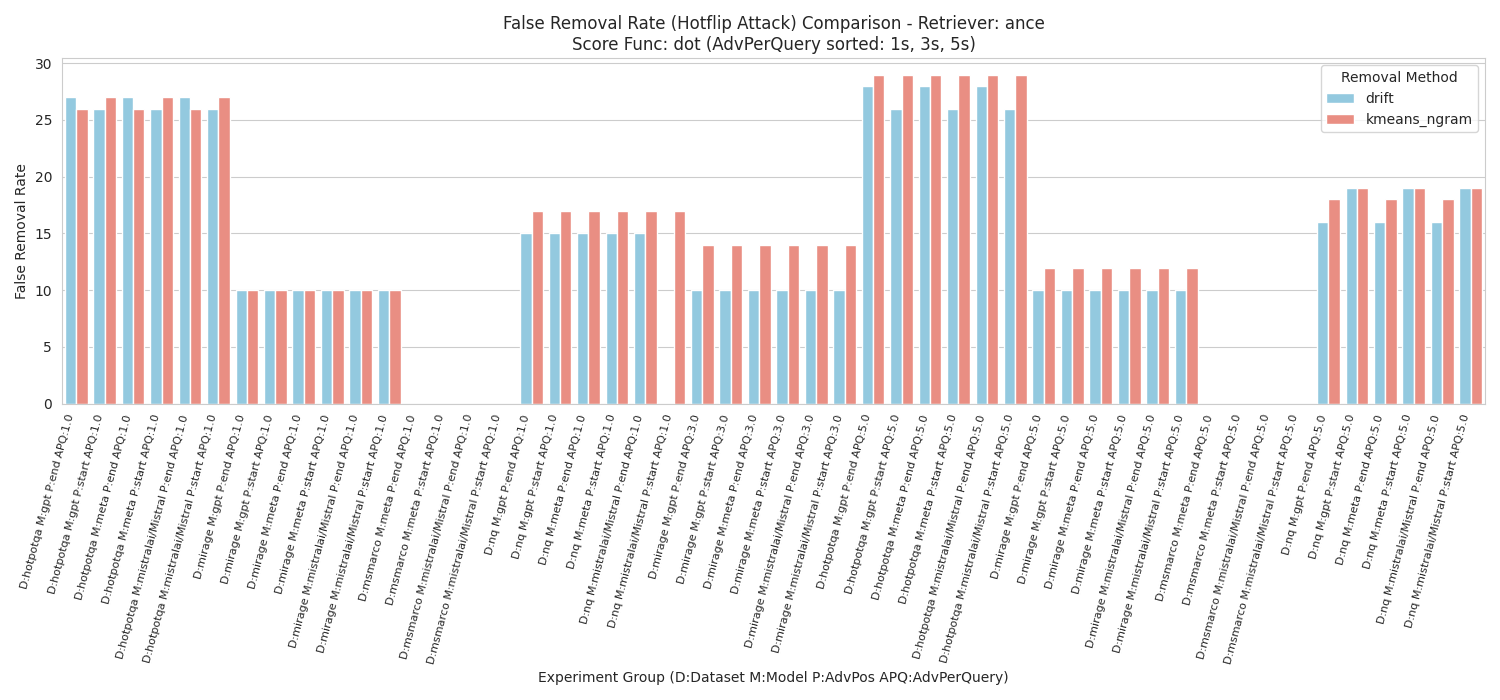 False Removal Rate (Hotflip Attack) Comparison - Retriever: ance
Score Func: dot (AdvPerQuery sorted: 1s, 3s, 5s)
Removal Method
drift
kmeans_ngram
False Removal Rate
30
25
20
15
10
5
0
D:hotpotqa M:gpt P:end APQ:1.0
D:hotpotqa M:gpt P:start APQ:1.0
D:hotpotqa M:meta P:end APQ:1.0
D:hotpotqa M:meta P:start APQ:1.0
D:hotpotqa M:mistralai/Mistral P:end APQ:1.0
D:hotpotqa M:mistralai/Mistral P:start APQ:1.0
D:mirage M:gpt P:end APQ:1.0
D:mirage M:gpt P:start APQ:1.0
D:mirage M:meta P:end APQ:1.0
D:mirage M:meta P:start APQ:1.0
D:mirage M:mistralai/Mistral P:end APQ:1.0
D:mirage M:mistralai/Mistral P:start APQ:1.0
D:msmarco M:meta P:end APQ:1.0
D:msmarco M:meta P:start APQ:1.0
D:msmarco M:mistralai/Mistral P:end APQ:1.0
D:msmarco M:mistralai/Mistral P:start APQ:1.0
D:nq M:gpt P:end APQ:1.0
D:nq M:gpt P:start APQ:1.0
D:nq M:meta P:end APQ:1.0
D:nq M:meta P:start APQ:1.0
D:nq M:mistralai/Mistral P:end APQ:1.0
D:nq M:mistralai/Mistral P:start APQ:1.0
D:mirage M:gpt P:end APQ:3.0
D:mirage M:gpt P:start APQ:3.0
D:mirage M:meta P:end APQ:3.0
D:mirage M:meta P:start APQ:3.0
D:mirage M:mistralai/Mistral P:end APQ:3.0
D:mirage M:mistralai/Mistral P:start APQ:3.0
D:hotpotqa M:gpt P:end APQ:5.0
D:hotpotqa M:gpt P:start APQ:5.0
D:hotpotqa M:meta P:end APQ:5.0
D:hotpotqa M:meta P:start APQ:5.0
D:hotpotqa M:mistralai/Mistral P:end APQ:5.0
D:hotpotqa M:mistralai/Mistral P:start APQ:5.0
D:mirage M:gpt P:end APQ:5.0
D:mirage M:gpt P:start APQ:5.0
D:mirage M:meta P:end APQ:5.0
D:mirage M:meta P:start APQ:5.0
D:mirage M:mistralai/Mistral P:end APQ:5.0
D:mirage M:mistralai/Mistral P:start APQ:5.0
D:msmarco M:meta P:end APQ:5.0
D:msmarco M:meta P:start APQ:5.0
D:msmarco M:mistralai/Mistral P:end APQ:5.0
D:msmarco M:mistralai/Mistral P:start APQ:5.0
D:nq M:gpt P:end APQ:5.0
D:nq M:gpt P:start APQ:5.0
D:nq M:meta P:end APQ:5.0
D:nq M:meta P:start APQ:5.0
D:nq M:mistralai/Mistral P:end APQ:5.0
D:nq M:mistralai/Mistral P:start APQ:5.0
Experiment Group (D:Dataset M:Model P:AdvPos APQ:AdvPerQuery)